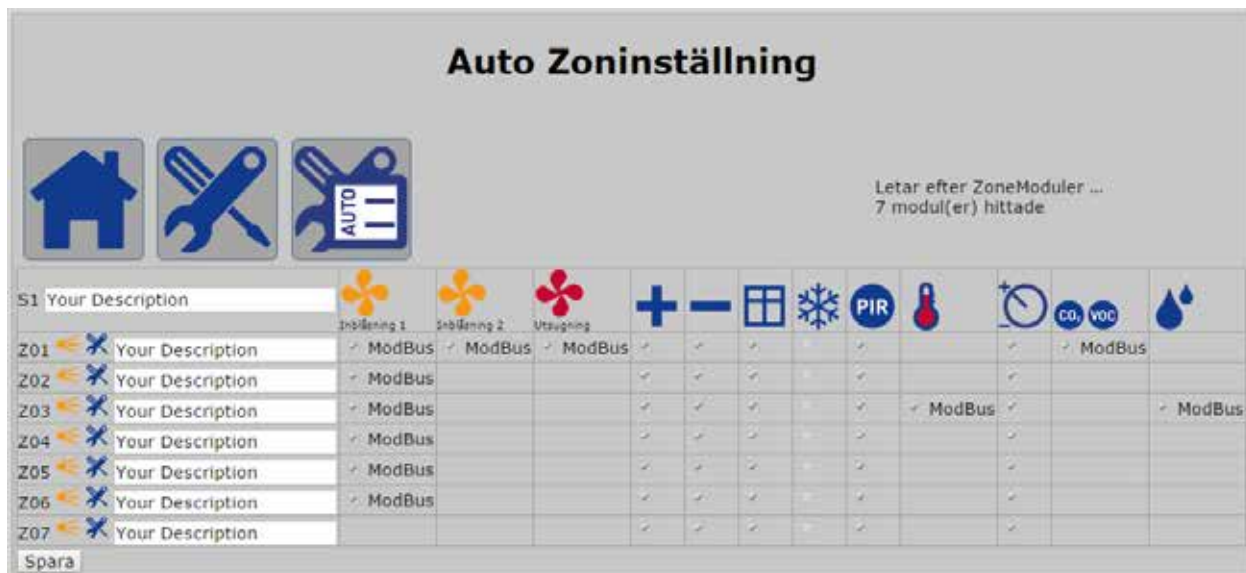 Auto Zoninställning
AUTO
Letar efter ZoneModuler ...
7 modul(er) hittade
S1 Your Description
Inblåsning 1
Inblåsning 2
Utsugning
PIR
CO₂ VOC
Z01 Your Description ModBus ModBus ModBus ModBus
Z02 Your Description ModBus
Z03 Your Description ModBus ModBus ModBus
Z04 Your Description ModBus
Z05 Your Description ModBus
Z06 Your Description ModBus
Z07 Your Description
Spara